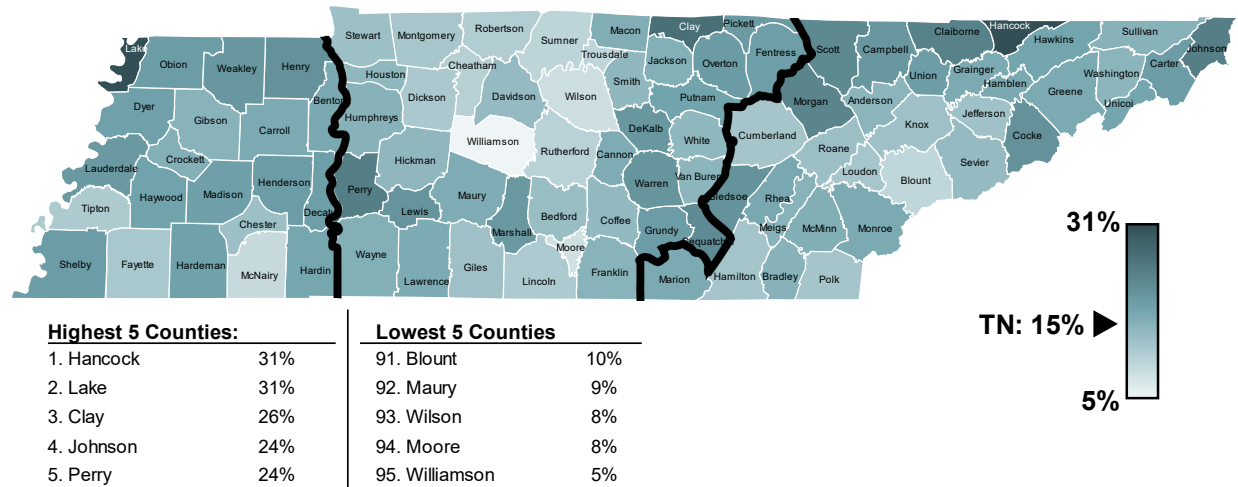 Stewart
Montgomery
Robertson
Sumner
Macon
Clay
Pickett
Scott
Claiborne
Hancock
Hawkins
Sullivan
Johnson
Lake
Obion
Weakley
Henry
Houston
Cheatham
Trousdale
Jackson
Overton
Fentress
Campbell
Union
Grainger
Hamblen
Washington
Carter
Unicoi
Greene
Benton
Dickson
Davidson
Wilson
Smith
Putnam
Morgan
Anderson
Jefferson
Cocke
Dyer
Gibson
Carroll
Humphreys
Williamson
Rutherford
DeKalb
White
Cumberland
Knox
Roane
Sevier
Crockett
Hickman
Cannon
Loudon
Blount
Lauderdale
Haywood
Madison
Henderson
Decatu
Perry
Lewis
Maury
Warren
Van Buren
Bledsoe
Rhea
Tipton
Chester
Marshall
Bedford
Coffee
Grundy
Sequatch
Meigs
McMinn
Monroe
Shelby
Fayette
Hardeman
McNairy
Hardin
Wayne
Lawrence
Giles
Lincoln
Moore
Franklin
Marion
Hamilton
Bradley
Polk
31%
TN: 15%
5%
Highest 5 Counties:
1. Hancock 31%
2. Lake 31%
3. Clay 26%
4. Johnson 24%
5. Perry 24%
Lowest 5 Counties
91. Blount 10%
92. Maury 9%
93. Wilson 8%
94. Moore 8%
95. Williamson 5%